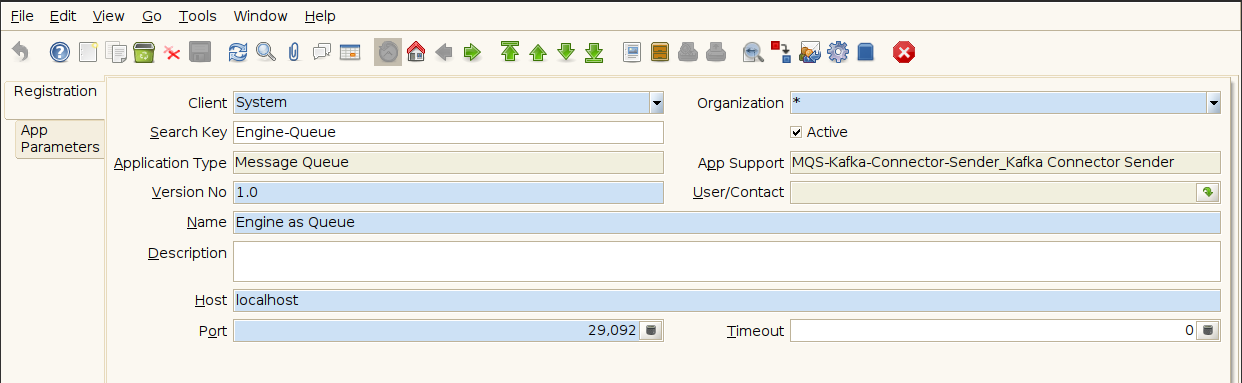 File Edit View Go Tools Window Help
Registration
App
Parameters
Client System Organization *
Search Key Engine-Queue Active
Application Type Message Queue App Support MQS-Kafka-Connector-Sender_Kafka Connector Sender
Version No 1.0 User/Contact
Name Engine as Queue
Description
Host localhost
Port 29,092 Timeout 0